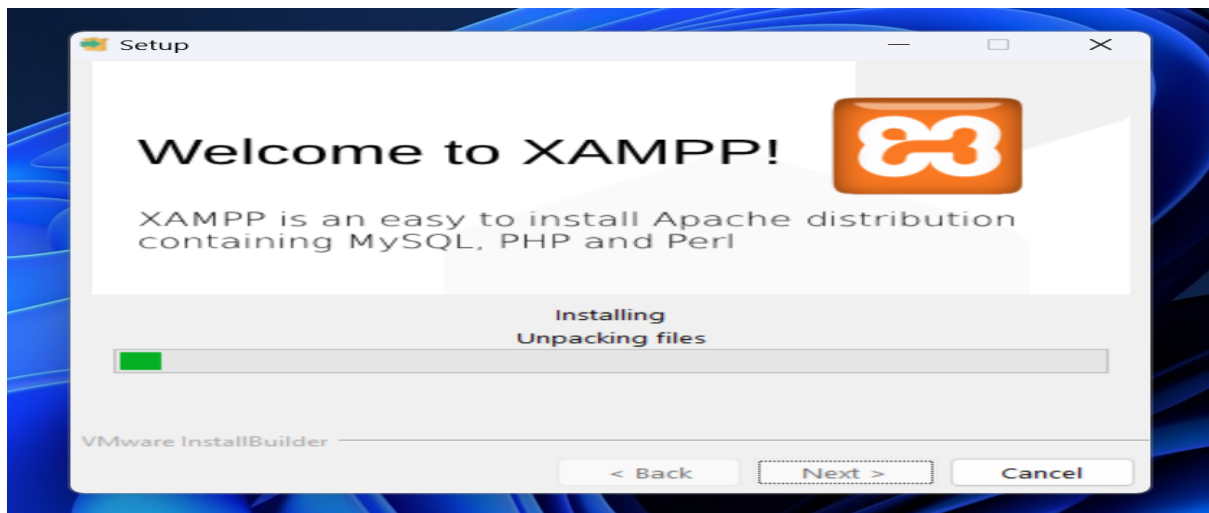 Setup
Welcome to XAMPP!
XAMPP is an easy to install Apache distribution
containing MySQL, PHP and Perl
Installing
Unpacking files
VMware InstallBuilder
< Back Next > Cancel